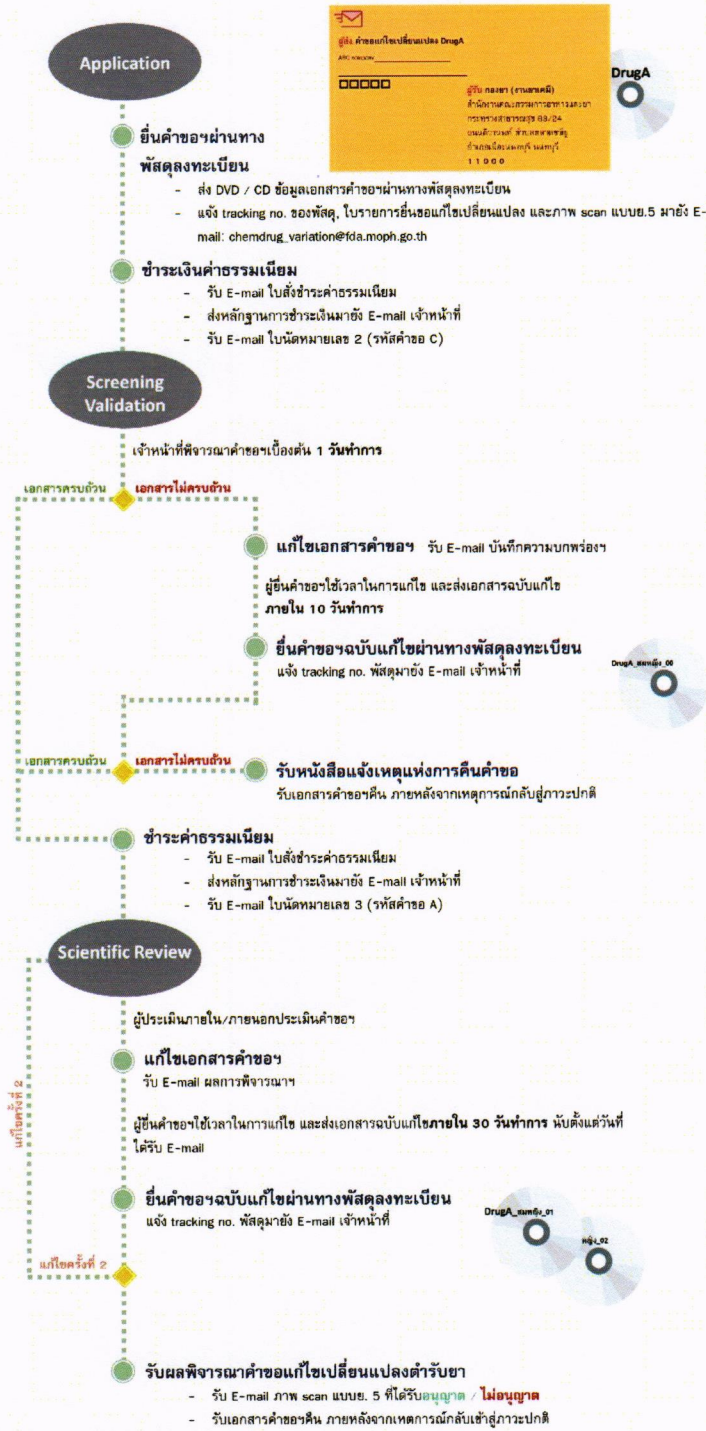 ผู้ส่ง คำขอแก้ไขเปลี่ยนแปลง DrugA
ผู้รับ กองยา (งานยาเคมี)
สำนักงานคณะกรรมการอาหารและยา
กระทรวงสาธารณสุข 88/24
ถนนติวานนท์ ตำบลตลาดขวัญ
อำเภอเมืองนนทบุรี นนทบุรี
11000
DrugA
Application
ยื่นคำขอฯผ่านทาง
พัสดุลงทะเบียน
- ส่ง DVD / CD ข้อมูลเอกสารคำขอฯผ่านทางพัสดุลงทะเบียน
- แจ้ง tracking no. ของพัสดุ, ใบรายการยื่นขอแก้ไขเปลี่ยนแปลง และภาพ scan แบบย.5 มายัง E-
mail: chemdrug_variation@fda.moph.go.th
ชำระเงินค่าธรรมเนียม
- รับ E-mail ใบสั่งชำระค่าธรรมเนียม
- ส่งหลักฐานการชำระเงินมายัง E-mail เจ้าหน้าที่
- รับ E-mail ใบนัดหมายเลข 2 (รหัสคำขอ C)
Screening
Validation
เจ้าหน้าที่พิจารณาคำขอฯเบื้องต้น 1 วันทำการ
เอกสารครบถ้วน เอกสารไม่ครบถ้วน
แก้ไขเอกสารคำขอฯ รับ E-mail บันทึกความบกพร่องฯ
ผู้ยื่นคำขอฯใช้เวลาในการแก้ไข และส่งเอกสารฉบับแก้ไข
ภายใน 10 วันทำการ
ยื่นคำขอฯฉบับแก้ไขผ่านทางพัสดุลงทะเบียน
แจ้ง tracking no. พัสดุมายัง E-mail เจ้าหน้าที่
DrugA_สมหญิง_00
เอกสารครบถ้วน เอกสารไม่ครบถ้วน
รับหนังสือแจ้งเหตุแห่งการคืนคำขอ
รับเอกสารคำขอฯคืน ภายหลังจากเหตุการณ์กลับสู่ภาวะปกติ
ชำระค่าธรรมเนียม
- รับ E-mail ใบสั่งชำระค่าธรรมเนียม
- ส่งหลักฐานการชำระเงินมายัง E-mail เจ้าหน้าที่
- รับ E-mail ใบนัดหมายเลข 3 (รหัสคำขอ A)
Scientific Review
ผู้ประเมินภายใน/ภายนอกประเมินคำขอฯ
แก้ไขเอกสารคำขอฯ
รับ E-mail ผลการพิจารณาฯ
แก้ไขครั้งที่ 2
ผู้ยื่นคำขอฯใช้เวลาในการแก้ไข และส่งเอกสารฉบับแก้ไขภายใน 30 วันทำการ นับตั้งแต่วันที่
ได้รับ E-mail
ยื่นคำขอฯฉบับแก้ไขผ่านทางพัสดุลงทะเบียน
แจ้ง tracking no. พัสดุมายัง E-mail เจ้าหน้าที่
DrugA_สมหญิง_01
หญิง_02
แก้ไขครั้งที่ 2
รับผลพิจารณาคำขอแก้ไขเปลี่ยนแปลงตำรับยา
- รับ E-mail ภาพ scan แบบย. 5 ที่ได้รับอนุญาต / ไม่อนุญาต
- รับเอกสารคำขอฯคืน ภายหลังจากเหตุการณ์กลับเข้าสู่ภาวะปกติ